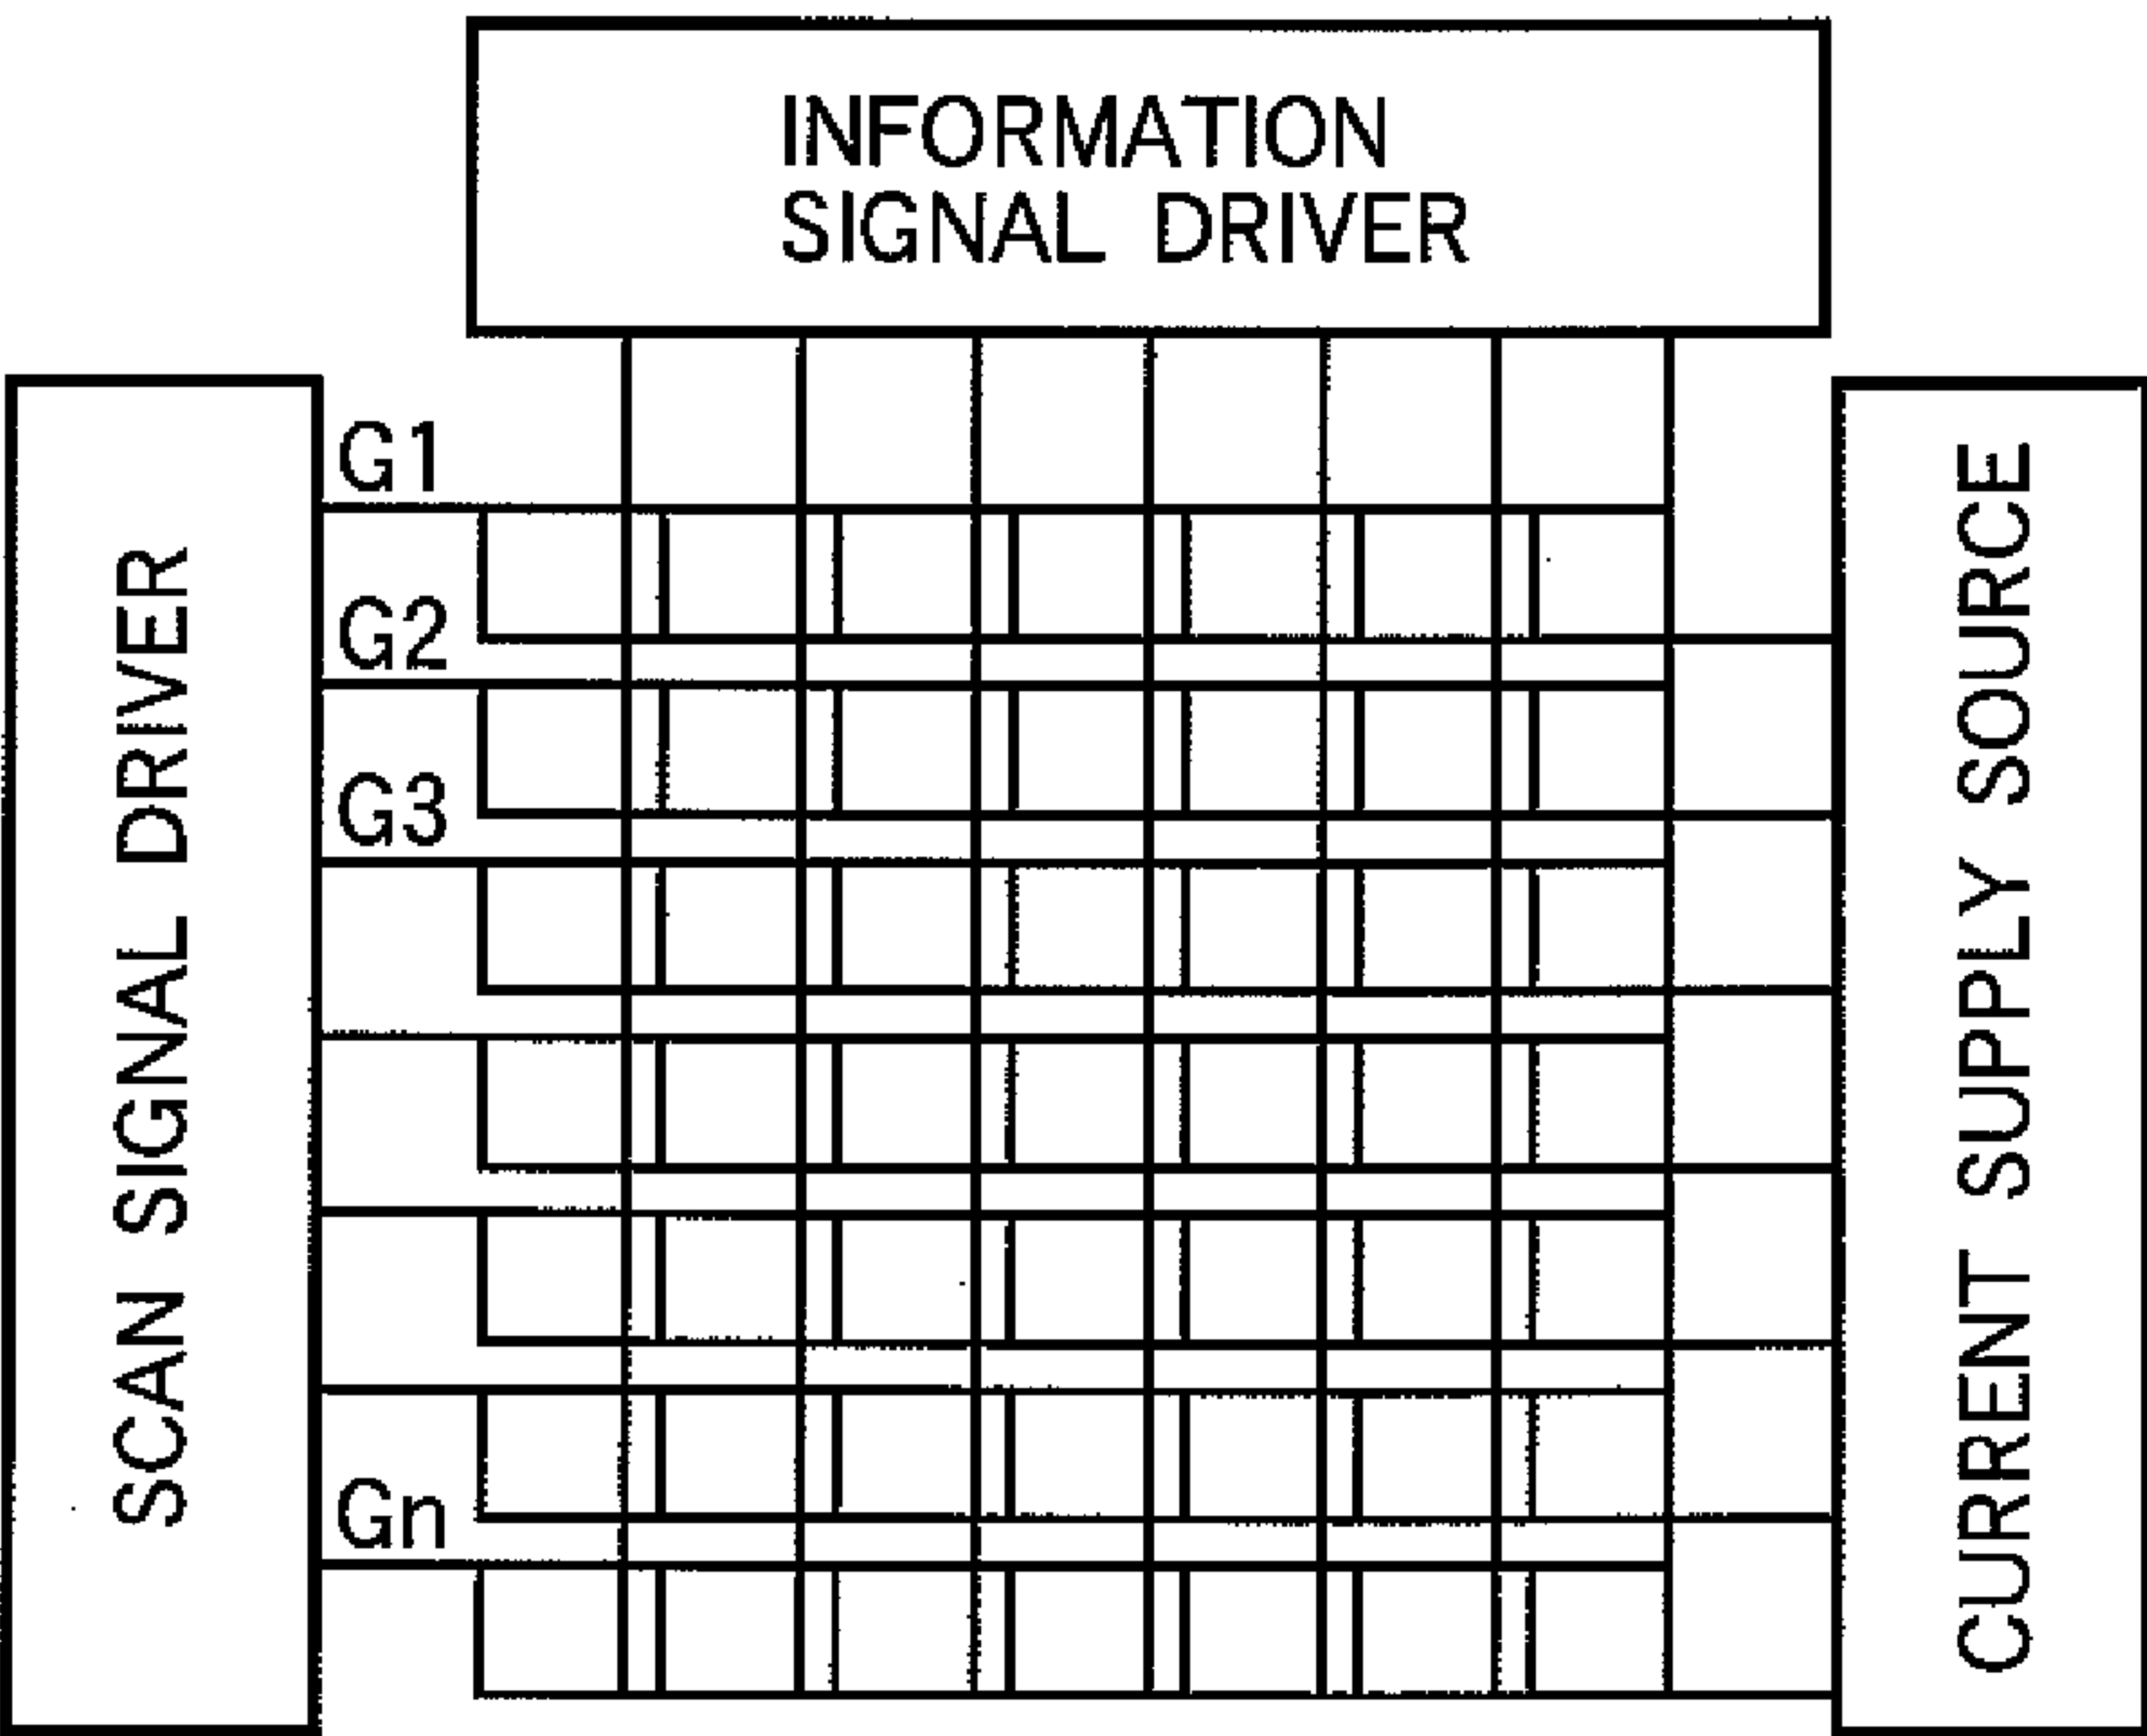 INFORMATION
SIGNAL DRIVER
SCAN SIGNAL DRIVER
G1
G2
G3
Gn
CURRENT SUPPLY SOURCE